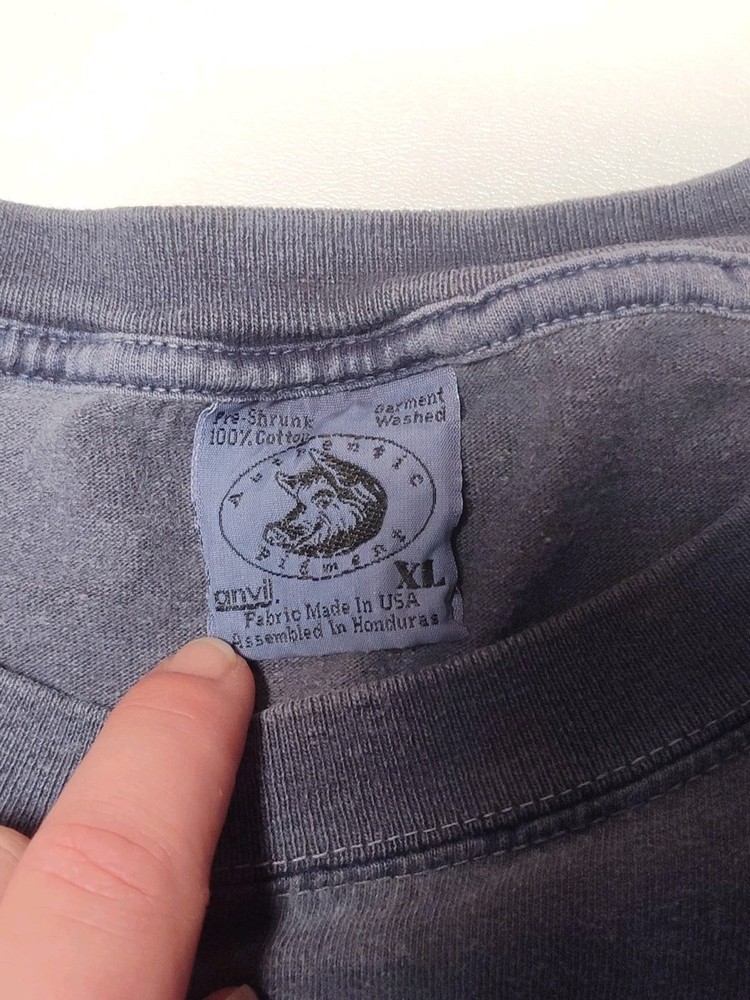 Pre-Shrunk
100% Cotton
Garment
Washed
Authentic
Pigment
anvil.
XL
Fabric Made In USA
Assembled In Honduras